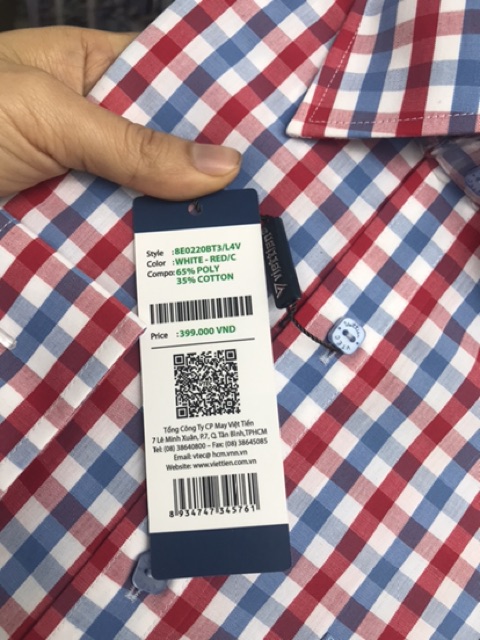 Style :8E0220BT3/L4V
Color :WHITE - RED/C
Compo:65% POLY
35% COTTON
Price :399.000 VND
Tổng Công Ty CP May Việt Tiến
7 Lê Minh Xuân, P.7, Q. Tân Bình,TPHCM
Tel: (08) 38640800 – Fax: (08) 38645085
Email: vtec@ hcm.vnn.vn
Website: www.viettien.com.vn
8 934747 345761
viettien